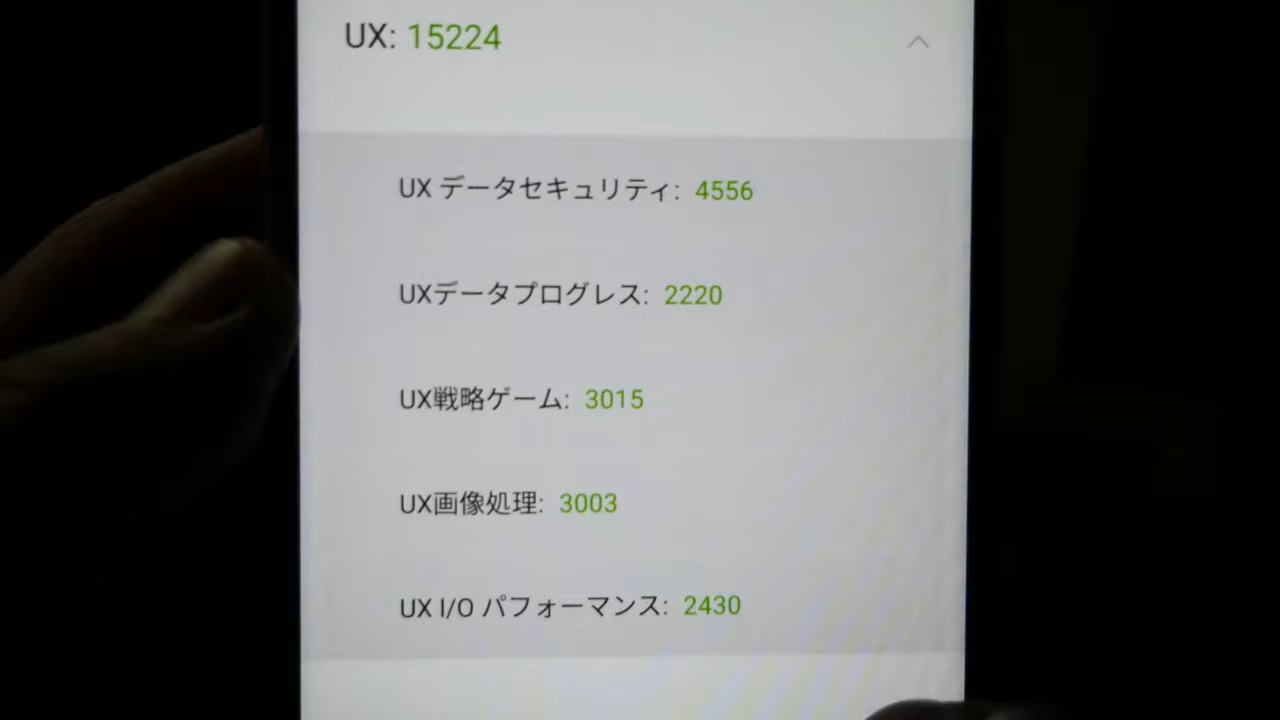 UX: 15224
UX データセキュリティ: 4556
UXデータプログレス: 2220
UX戦略ゲーム: 3015
UX画像処理: 3003
UX I/O パフォーマンス: 2430